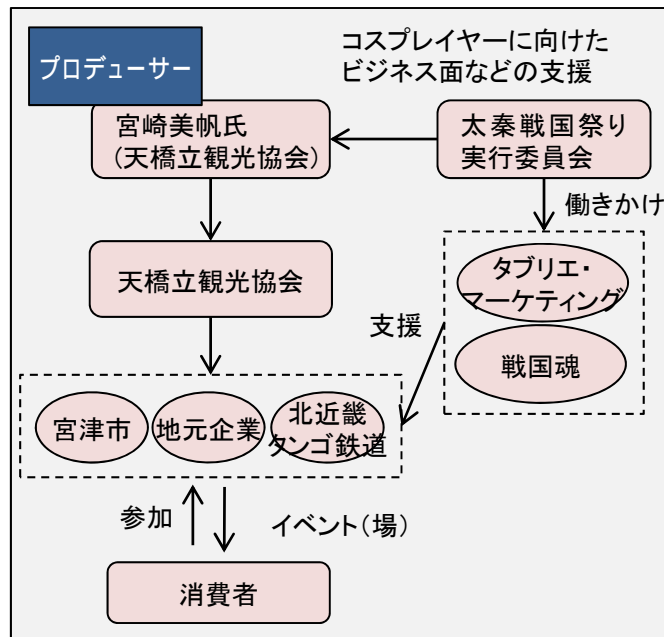 コスプレイヤーに向けた
ビジネス面などの支援
プロデューサー
宮崎美帆氏
(天橋立観光協会)
太秦戦国祭り
実行委員会
働きかけ
天橋立観光協会
タブリエ・
マーケティング
支援
戦国魂
宮津市
地元企業
北近畿
タンゴ鉄道
参加
イベント(場)
消費者